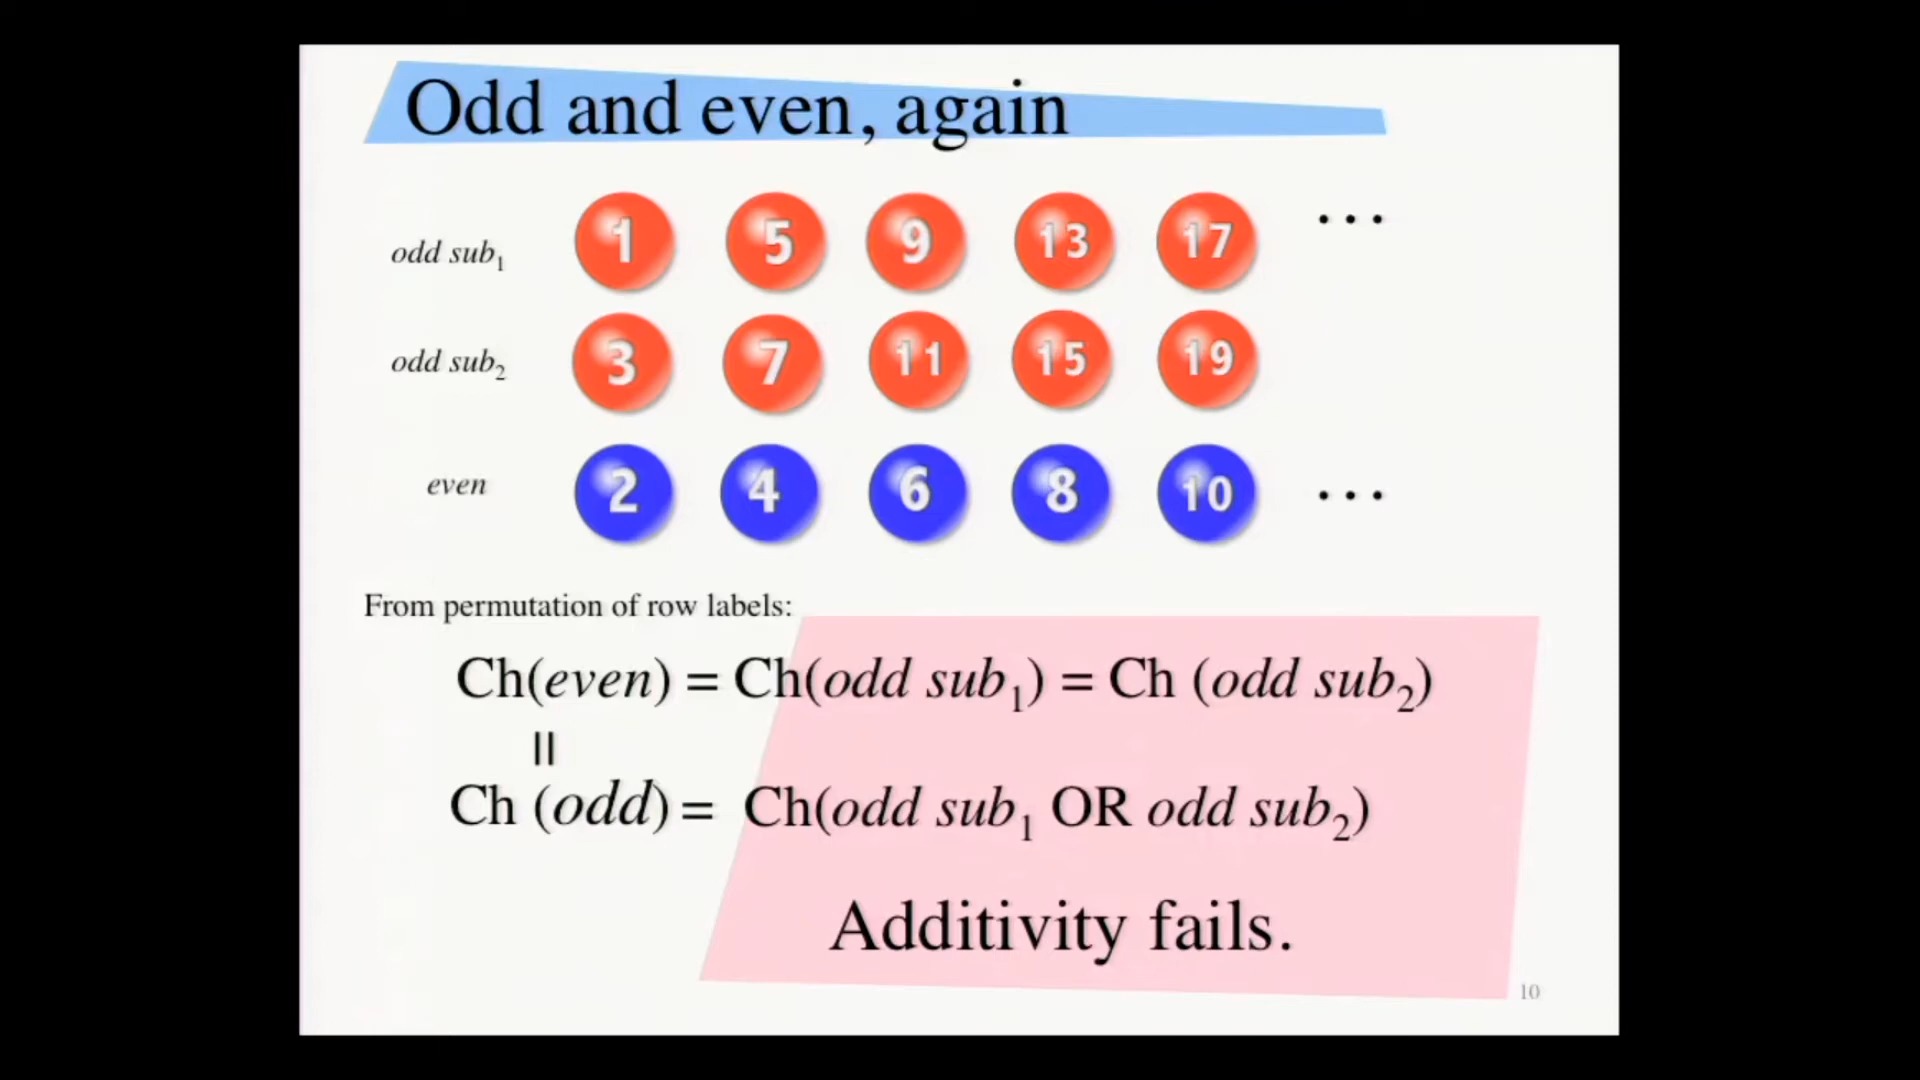 Odd and even, again
odd sub₁ 1 5 9 13 17 ...
odd sub₂ 3 7 11 15 19
even 2 4 6 8 10 ...
From permutation of row labels:
Ch(even) = Ch(odd sub₁) = Ch (odd sub₂)
=
Ch (odd) = Ch(odd sub₁ OR odd sub₂)
Additivity fails.
10